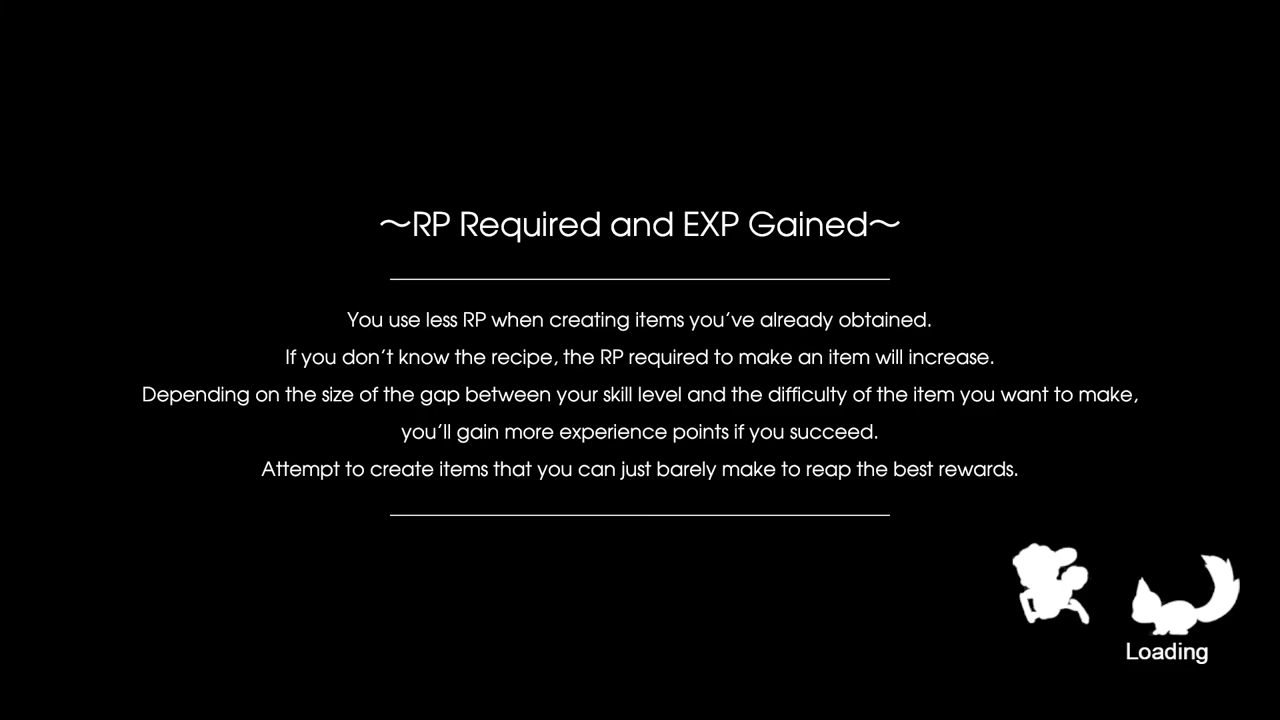 ～RP Required and EXP Gained～
You use less RP when creating items you've already obtained.
If you don't know the recipe, the RP required to make an item will increase.
Depending on the size of the gap between your skill level and the difficulty of the item you want to make,
you'll gain more experience points if you succeed.
Attempt to create items that you can just barely make to reap the best rewards.
Loading